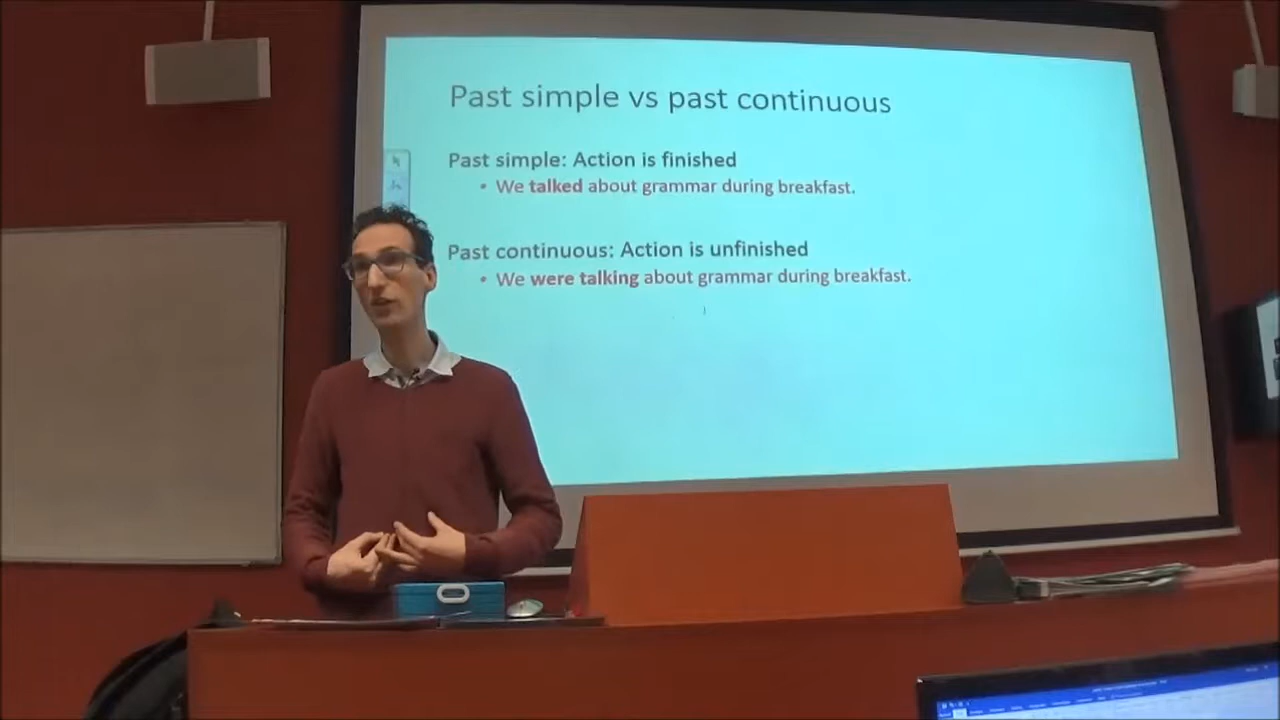 Past simple vs past continuous
Past simple: Action is finished
• We talked about grammar during breakfast.
Past continuous: Action is unfinished
• We were talking about grammar during breakfast.